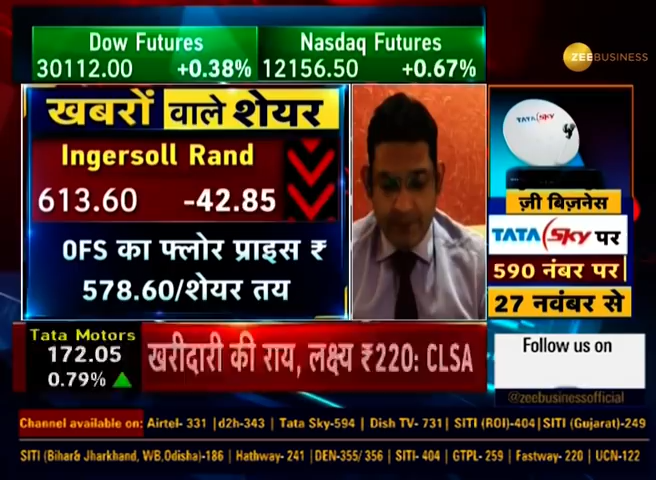 Dow Futures
30112.00 +0.38%
Nasdaq Futures
12156.50 +0.67%
ZEE BUSINESS
खबरों वाले शेयर
Ingersoll Rand
613.60 -42.85
OFS का फ्लोर प्राइस ₹
578.60/शेयर तय
TATA SKY
ज़ी बिज़नेस
TATA Sky पर
590 नंबर पर
27 नवंबर से
Tata Motors
172.05
0.79%
खरीदारी की राय, लक्ष्य ₹220: CLSA
Follow us on
@zeebusinessofficial
Channel available on: Airtel- 331 | d2h-343 | Tata Sky-594 | Dish TV- 731 | SITI (ROI)-404 | SITI (Gujarat)-249
SITI (Bihar& Jharkhand, WB,Odisha)-186 | Hathway- 241 | DEN-355/ 356 | SITI- 404 | GTPL- 259 | Fastway- 220 | UCN-122